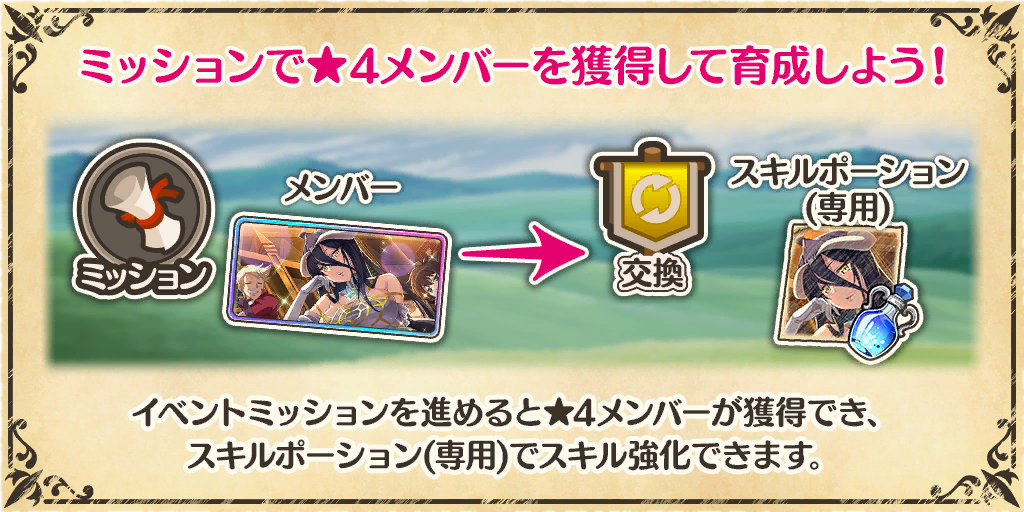 ミッションで★4メンバーを獲得して育成しよう!
メンバー
スキルポーション
(専用)
ミッション
交換
イベントミッションを進めると★4メンバーが獲得でき、
スキルポーション(専用)でスキル強化できます。